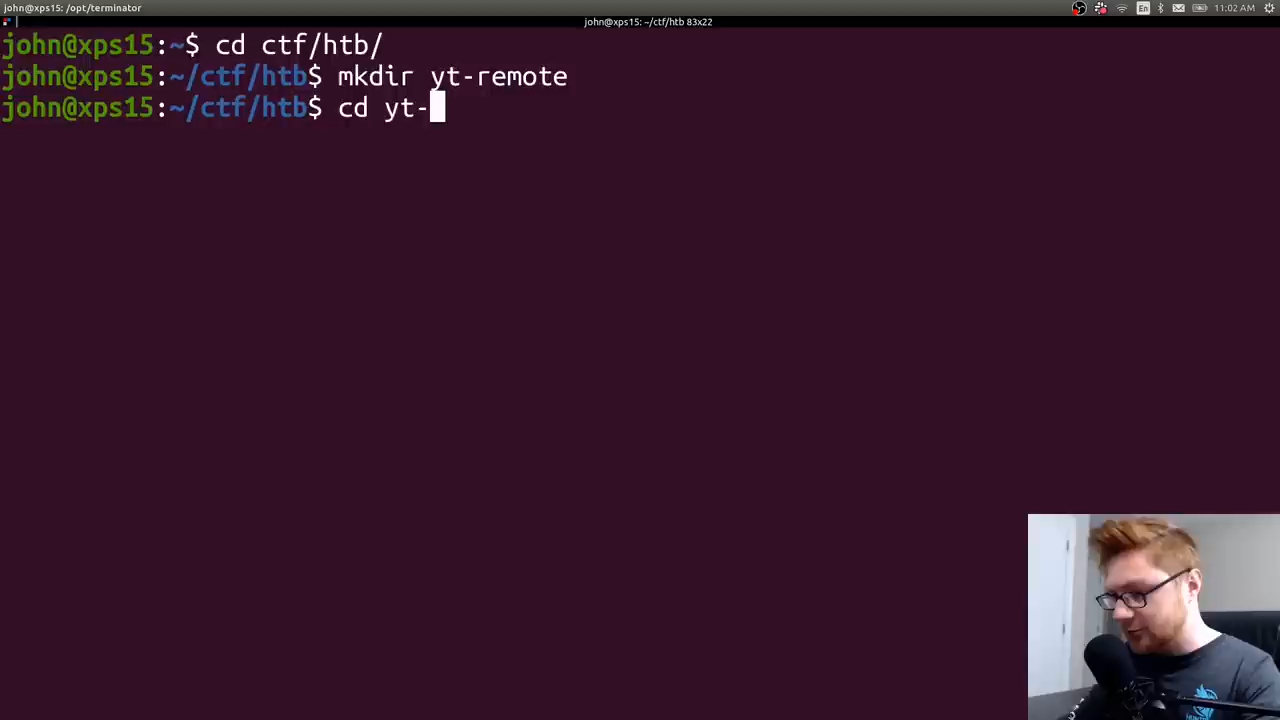 john@xps15: /opt/terminator
En
11:02 AM
john@xps15: ~/ctf/htb 83x22
john@xps15:~$ cd ctf/htb/
john@xps15:~/ctf/htb$ mkdir yt-remote
john@xps15:~/ctf/htb$ cd yt-